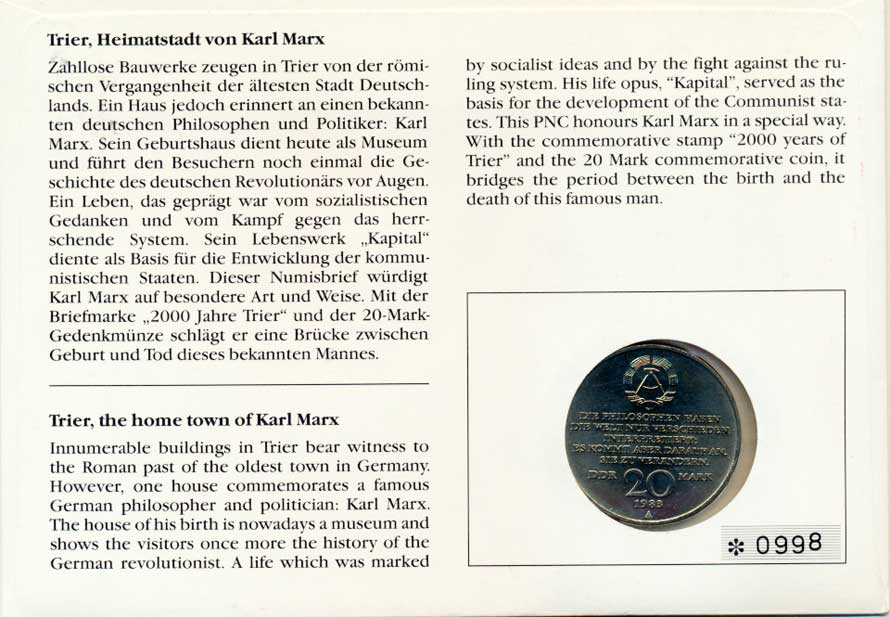 Trier, Heimatstadt von Karl Marx
Zahllose Bauwerke zeugen in Trier von der römi-
schen Vergangenheit der ältesten Stadt Deutsch-
lands. Ein Haus jedoch erinnert an einen bekann-
ten deutschen Philosophen und Politiker: Karl
Marx. Sein Geburtshaus dient heute als Museum
und führt den Besuchern noch einmal die Ge-
schichte des deutschen Revolutionärs vor Augen.
Ein Leben, das geprägt war vom sozialistischen
Gedanken und vom Kampf gegen das herr-
schende System. Sein Lebenswerk „Kapital“
diente als Basis für die Entwicklung der kommu-
nistischen Staaten. Dieser Numisbrief würdigt
Karl Marx auf besondere Art und Weise. Mit der
Briefmarke „2000 Jahre Trier“ und der 20-Mark-
Gedenkmünze schlägt er eine Brücke zwischen
Geburt und Tod dieses bekannten Mannes.
Trier, the home town of Karl Marx
Innumerable buildings in Trier bear witness to
the Roman past of the oldest town in Germany.
However, one house commemorates a famous
German philosopher and politician: Karl Marx.
The house of his birth is nowadays a museum and
shows the visitors once more the history of the
German revolutionist. A life which was marked
by socialist ideas and by the fight against the ru-
ling system. His life opus, “Kapital”, served as the
basis for the development of the Communist sta-
tes. This PNC honours Karl Marx in a special way.
With the commemorative stamp “2000 years of
Trier” and the 20 Mark commemorative coin, it
bridges the period between the birth and the
death of this famous man.
DIE PHILOSOPHEN HABEN
DIE WELT NUR VERSCHIEDEN
INTERPRETIERT;
ES KOMMT ABER DARAUF AN,
SIE ZU VERÄNDERN.
DDR 20 MARK
1983
A
* 0998